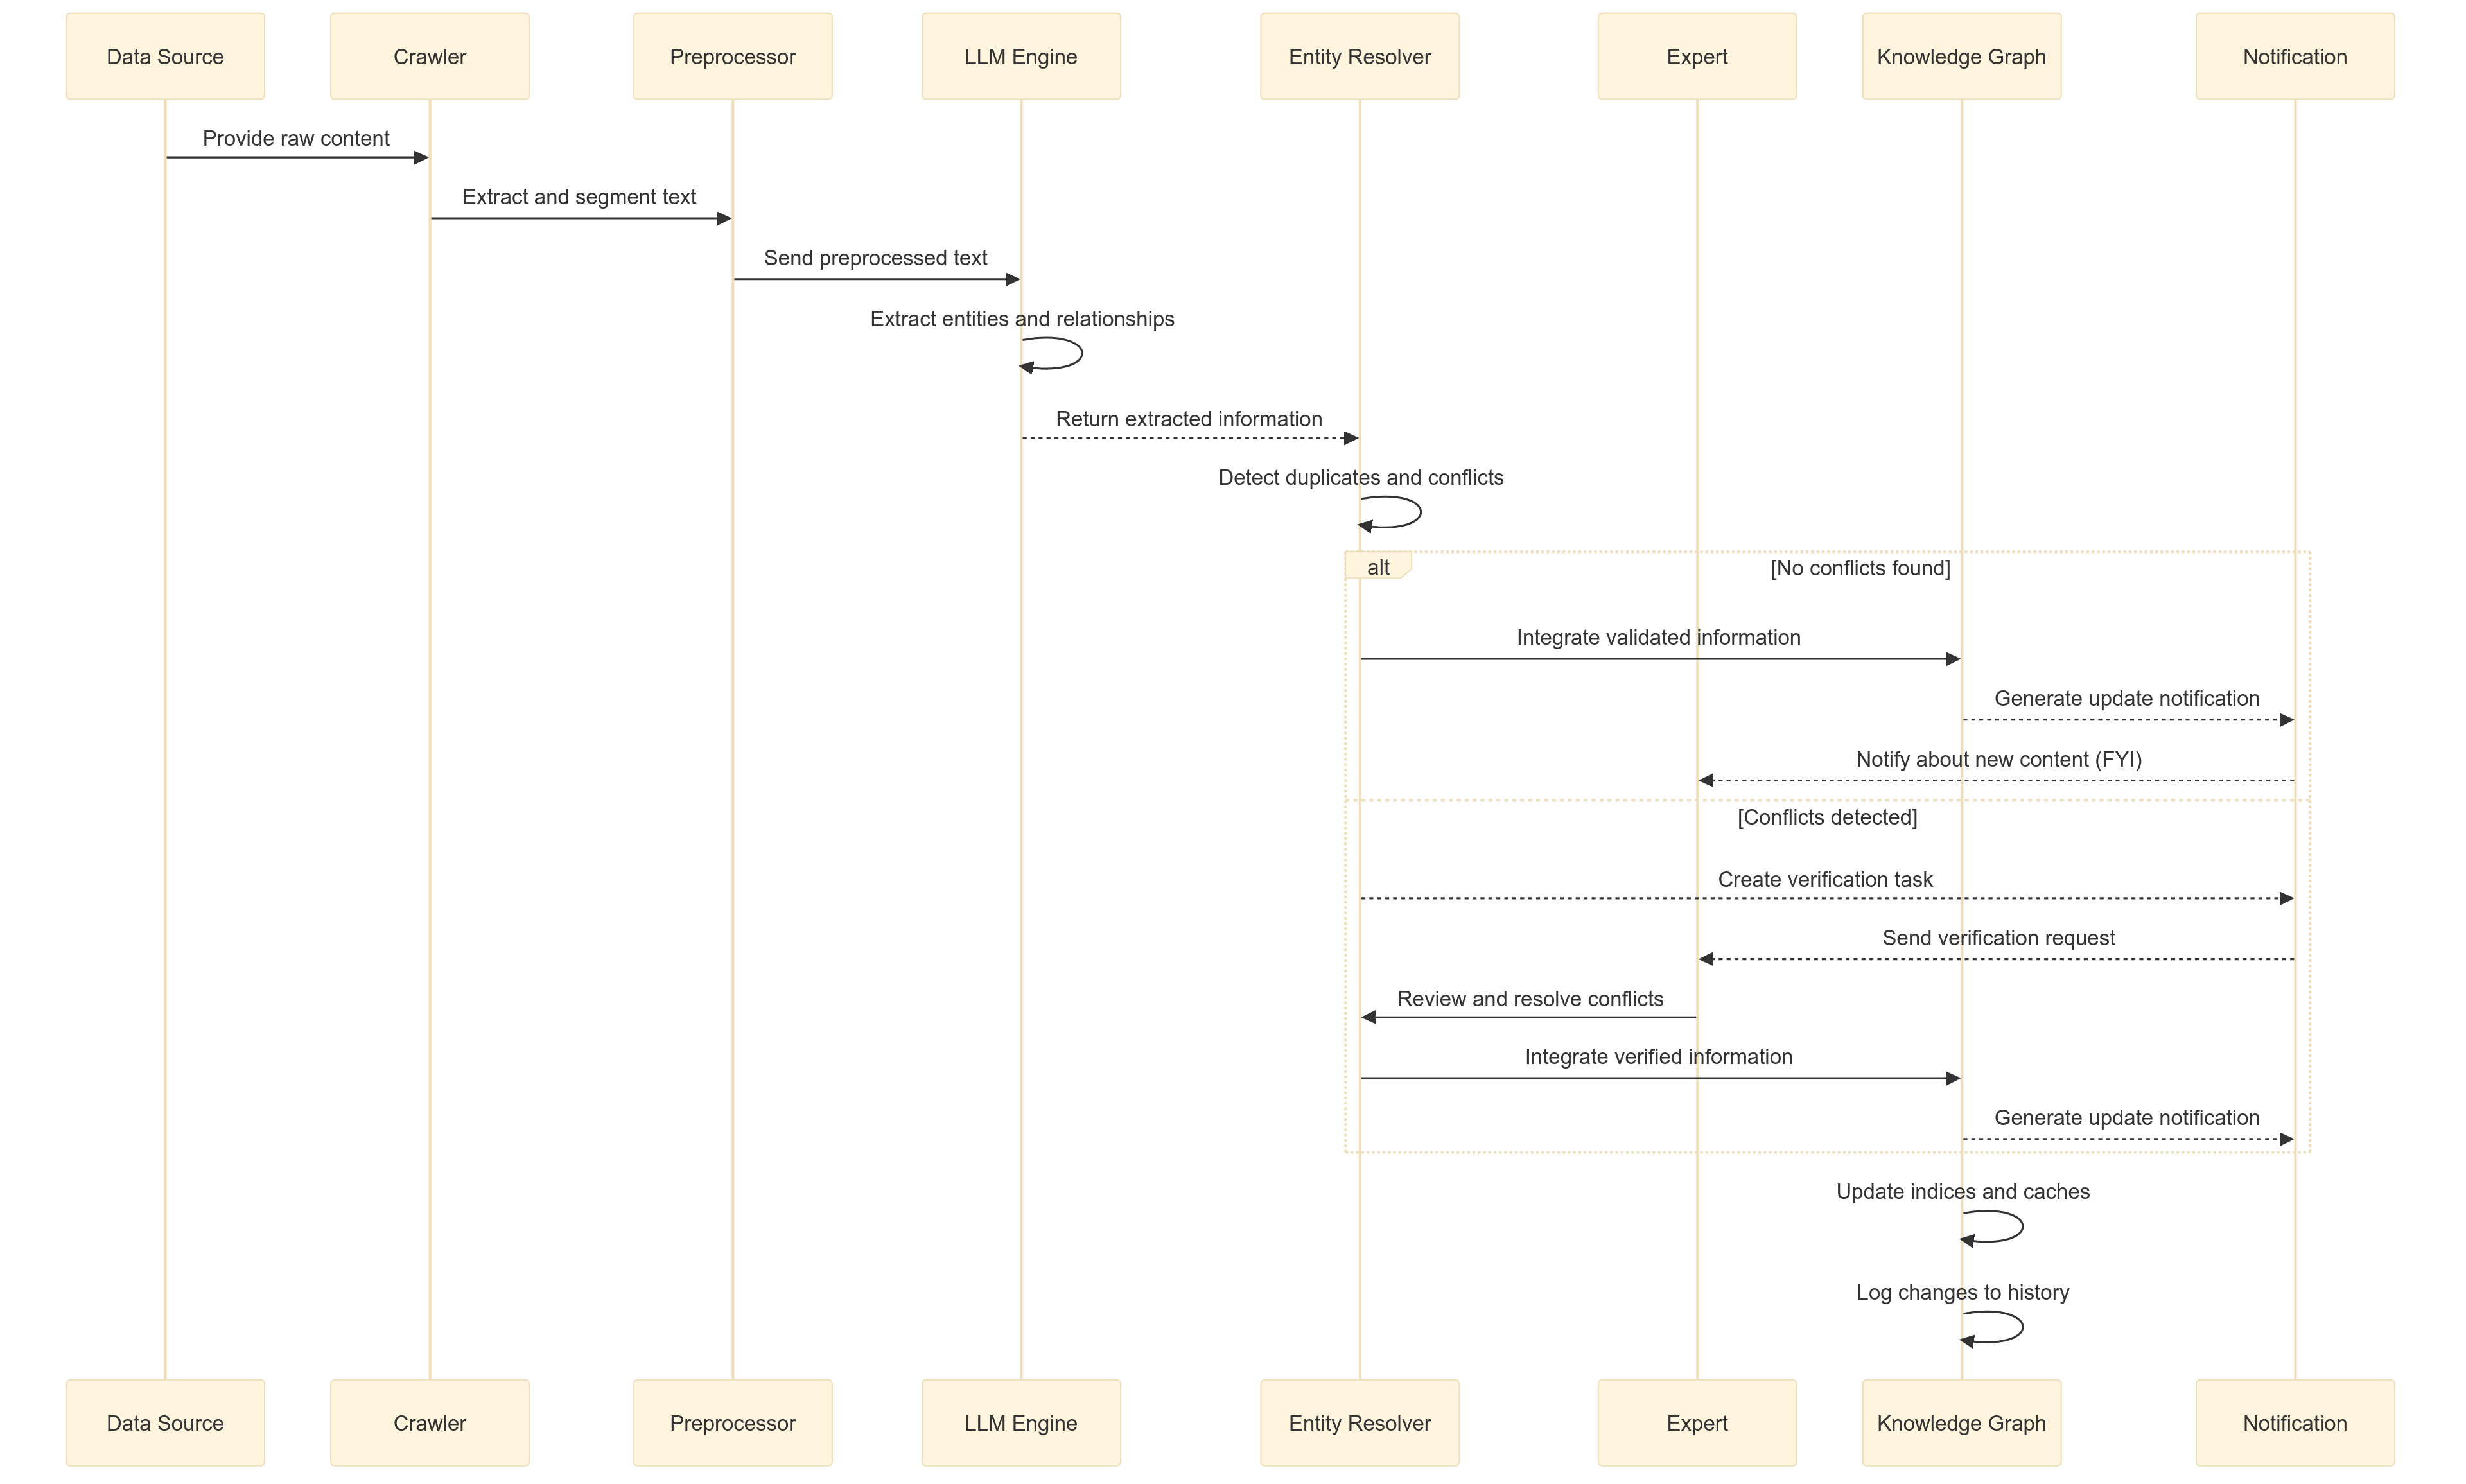 Data Source
Crawler
Preprocessor
LLM Engine
Entity Resolver
Expert
Knowledge Graph
Notification
Provide raw content
Extract and segment text
Send preprocessed text
Extract entities and relationships
Return extracted information
Detect duplicates and conflicts
alt
[No conflicts found]
Integrate validated information
Generate update notification
Notify about new content (FYI)
[Conflicts detected]
Create verification task
Send verification request
Review and resolve conflicts
Integrate verified information
Generate update notification
Update indices and caches
Log changes to history
Data Source
Crawler
Preprocessor
LLM Engine
Entity Resolver
Expert
Knowledge Graph
Notification